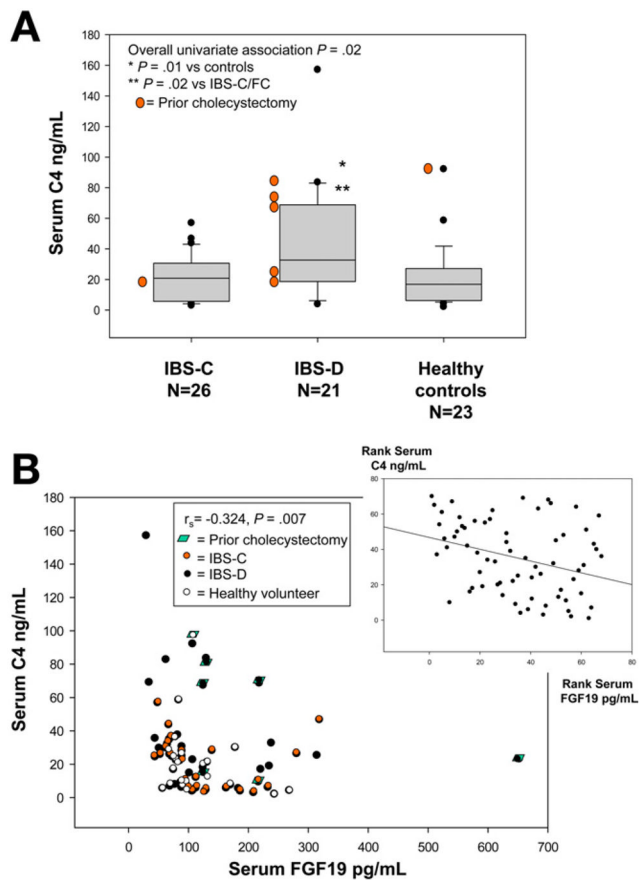 A
Serum C4 ng/mL
180
160
140
120
100
80
60
40
20
0
Overall univariate association P = .02
* P = .01 vs controls
** P = .02 vs IBS-C/FC
= Prior cholecystectomy
*
**
IBS-C
N=26
IBS-D
N=21
Healthy
controls
N=23
B
Serum C4 ng/mL
180
160
140
120
100
80
60
40
20
0
rs= -0.324, P = .007
= Prior cholecystectomy
= IBS-C
= IBS-D
= Healthy volunteer
0 100 200 300 400 500 600 700
Serum FGF19 pg/mL
Rank Serum
C4 ng/mL
80
60
40
20
0
0 20 40 60 80
Rank Serum
FGF19 pg/mL